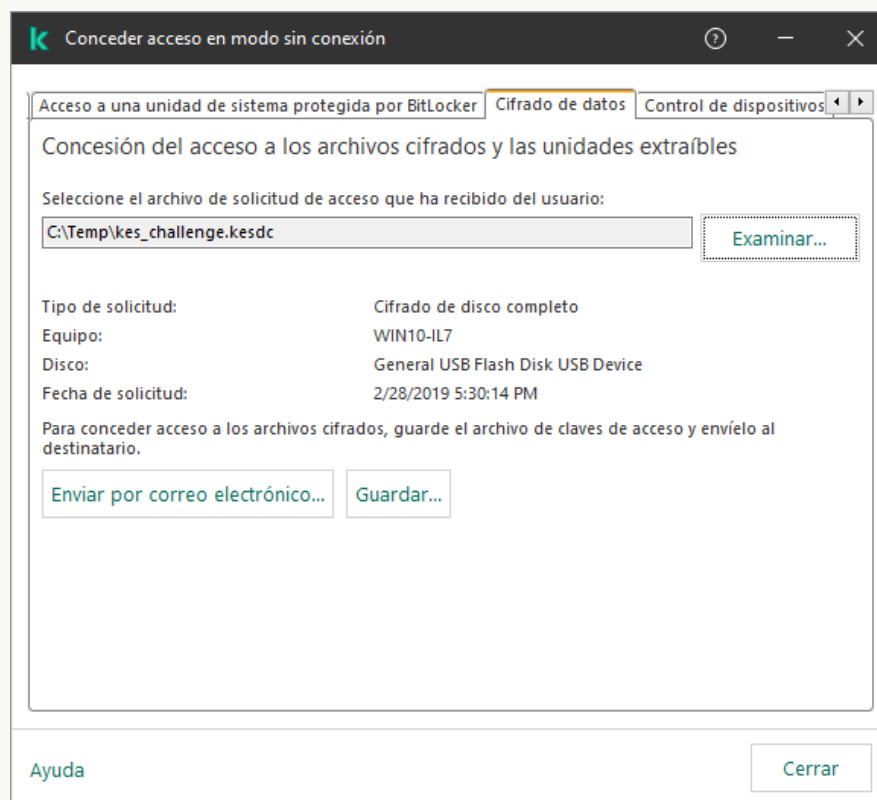 Conceder acceso en modo sin conexión
Acceso a una unidad de sistema protegida por BitLocker Cifrado de datos Control de dispositivos
Concesión del acceso a los archivos cifrados y las unidades extraíbles
Seleccione el archivo de solicitud de acceso que ha recibido del usuario:
C:\Temp\kes_challenge.kesdc Examinar...
Tipo de solicitud: Cifrado de disco completo
Equipo: WIN10-IL7
Disco: General USB Flash Disk USB Device
Fecha de solicitud: 2/28/2019 5:30:14 PM
Para conceder acceso a los archivos cifrados, guarde el archivo de claves de acceso y envíelo al
destinatario.
Enviar por correo electrónico... Guardar...
Ayuda Cerrar